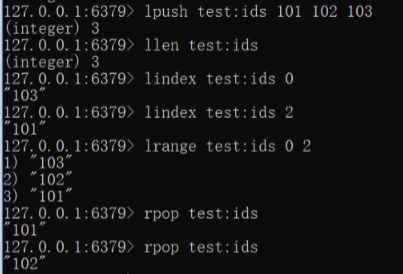 127.0.0.1:6379> lpush test:ids 101 102 103
(integer) 3
127.0.0.1:6379> llen test:ids
(integer) 3
127.0.0.1:6379> lindex test:ids 0
"103"
127.0.0.1:6379> lindex test:ids 2
"101"
127.0.0.1:6379> lrange test:ids 0 2
1) "103"
2) "102"
3) "101"
127.0.0.1:6379> rpop test:ids
"101"
127.0.0.1:6379> rpop test:ids
"102"